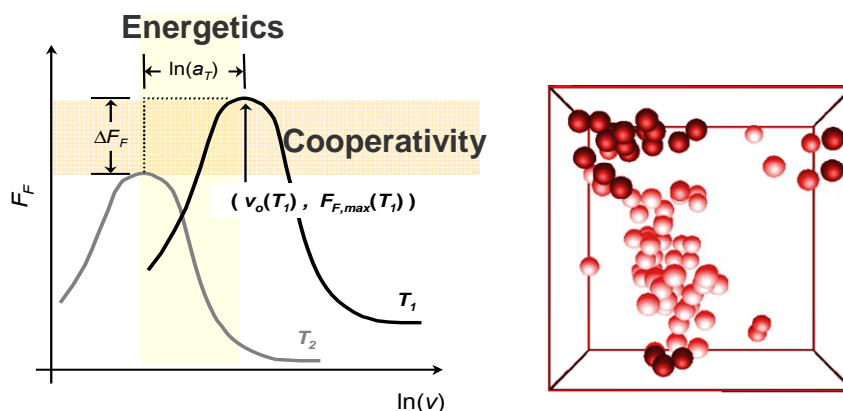 Energetics
ln(a_T)
ΔF_F
Cooperativity
F_F
( v_o(T_1) , F_F,max(T_1) )
T_1
T_2
ln(v)